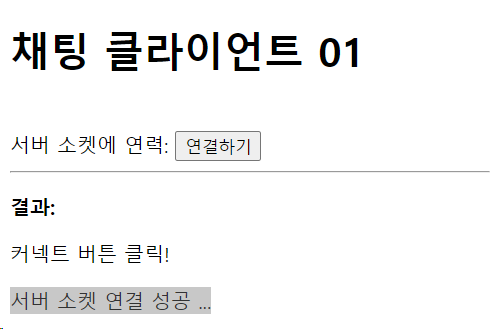 채팅 클라이언트 01
서버 소켓에 연력: 연결하기
결과:
커넥트 버튼 클릭!
서버 소켓 연결 성공 ...